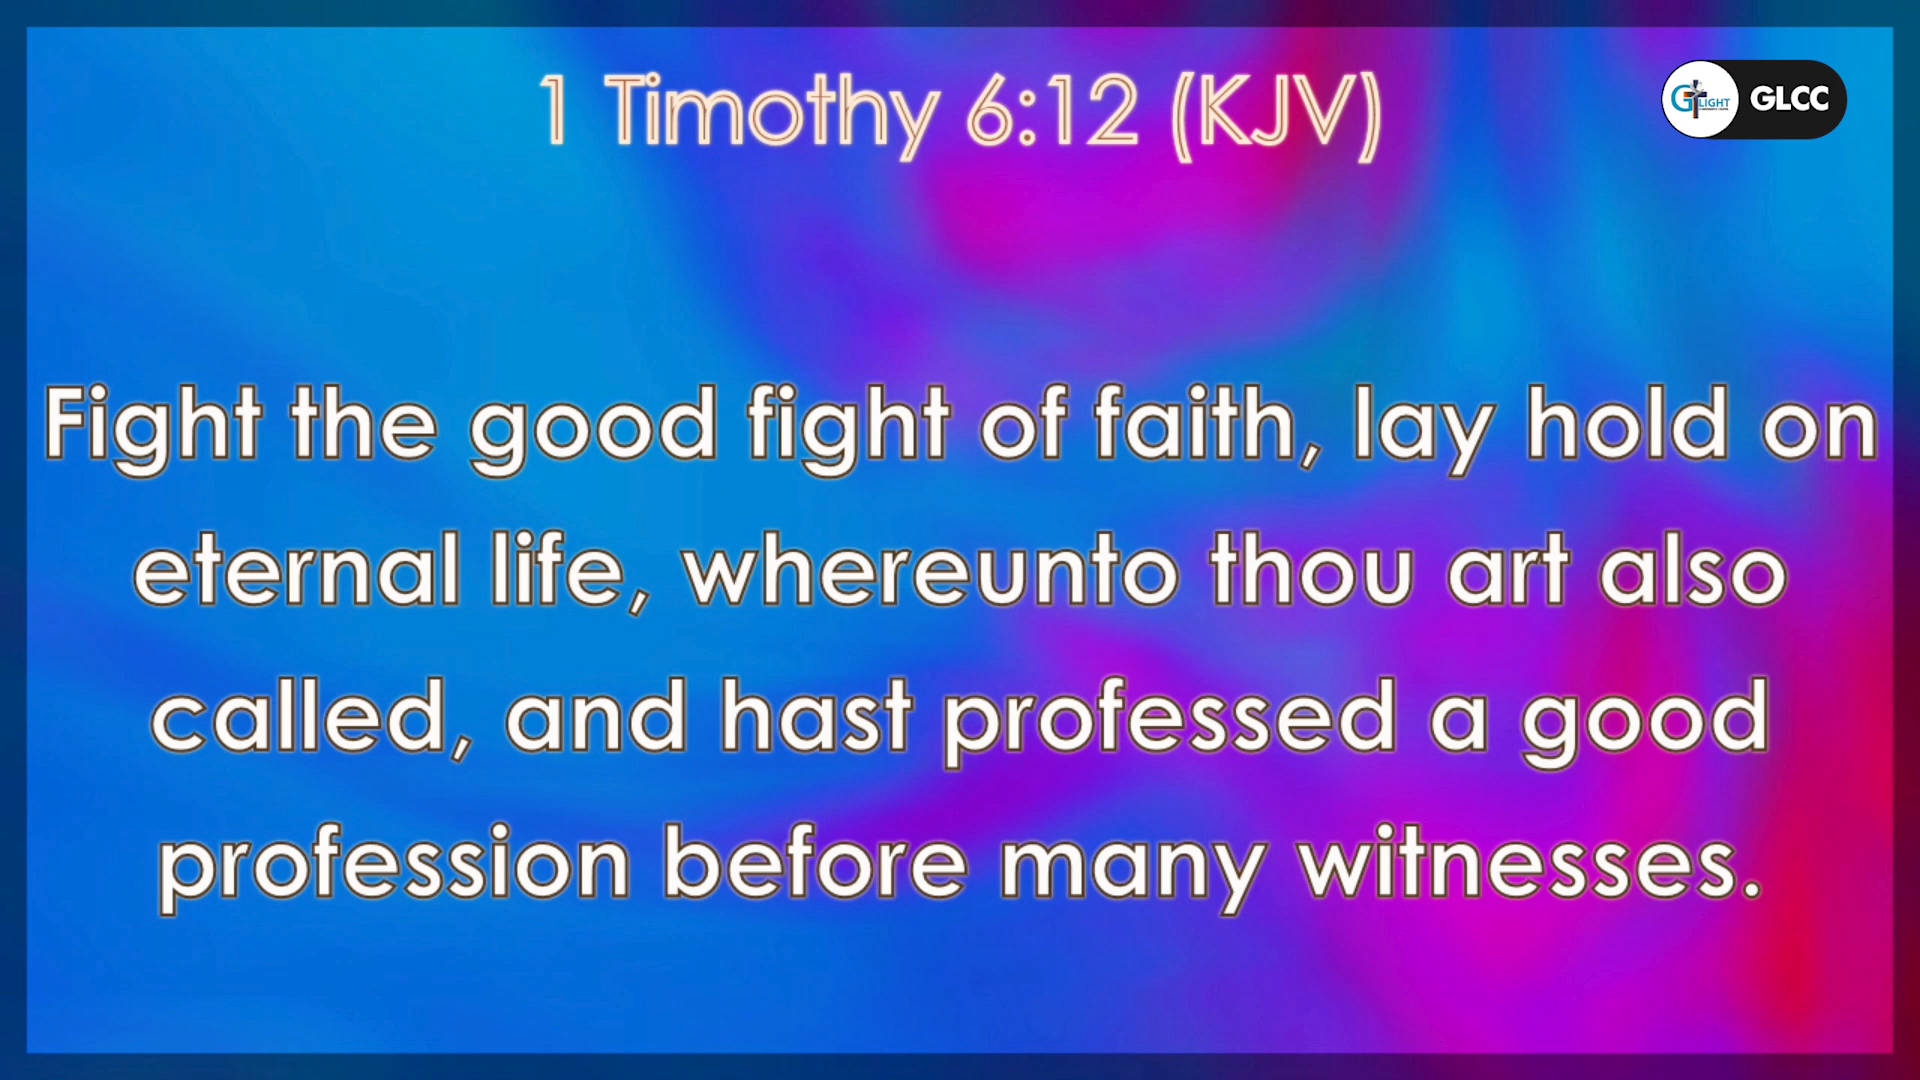 1 Timothy 6:12 (KJV)
G LIGHT GLCC
Fight the good fight of faith, lay hold on
eternal life, whereunto thou art also
called, and hast professed a good
profession before many witnesses.